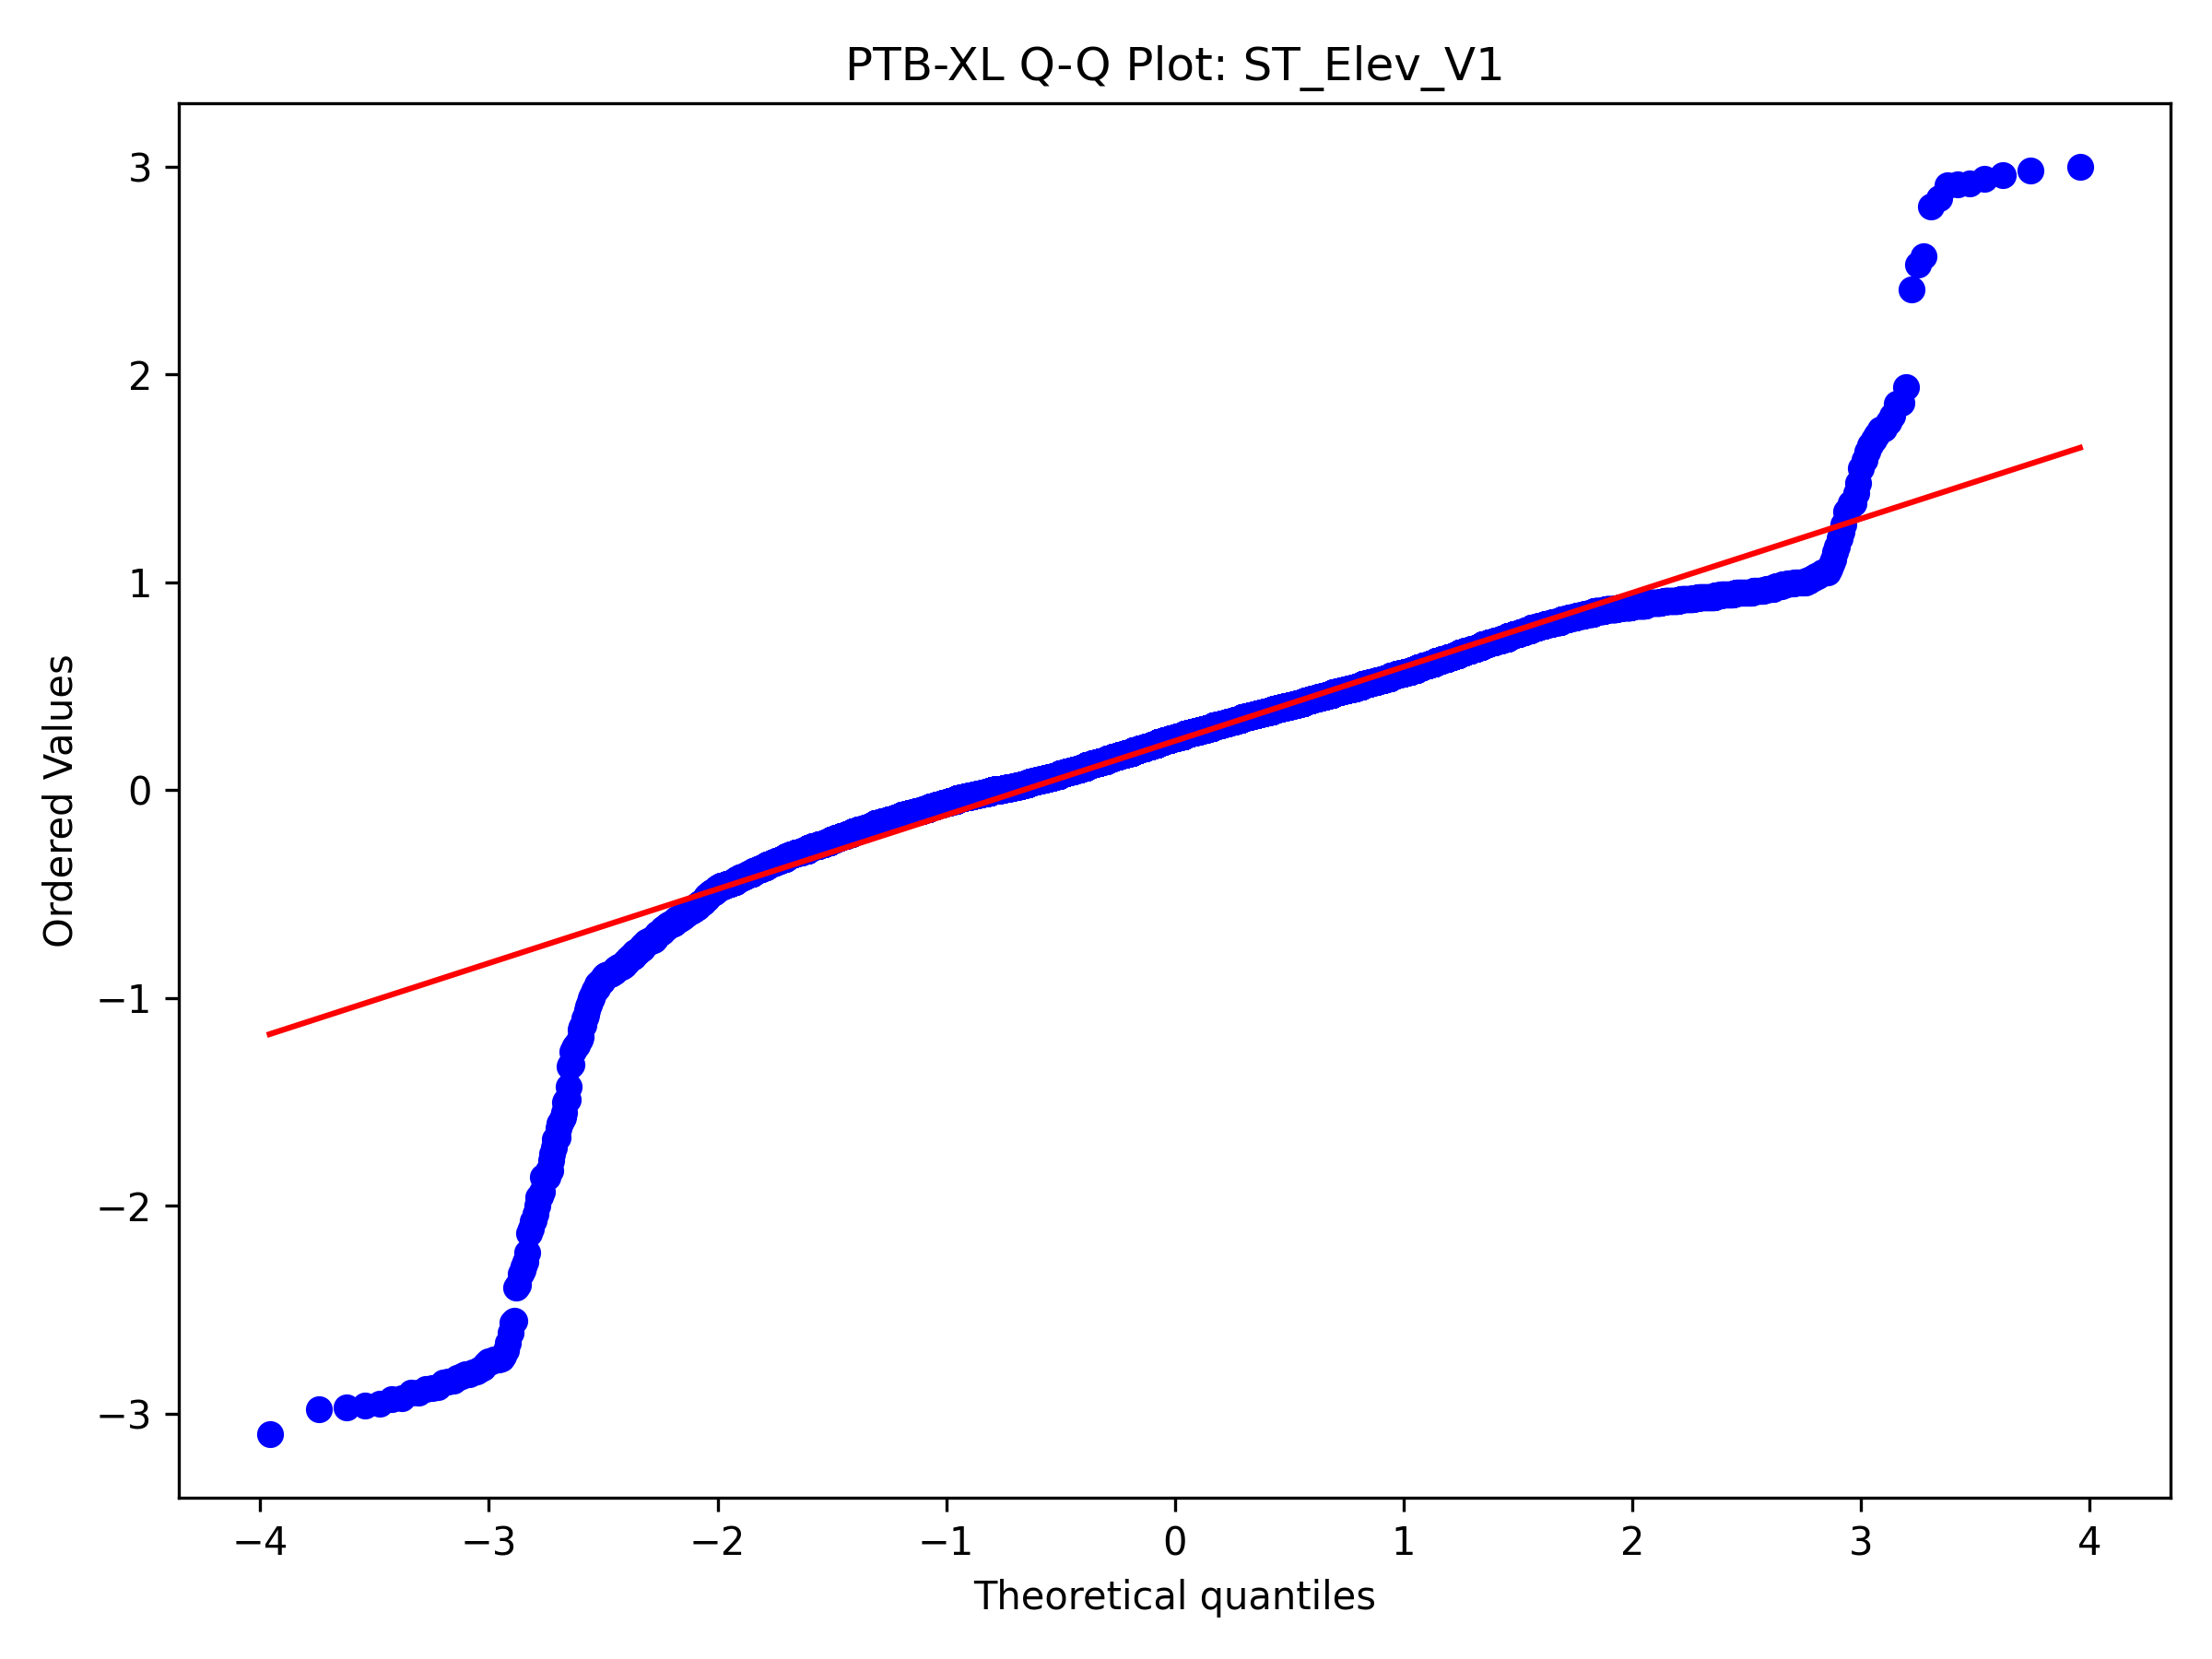 PTB-XL Q-Q Plot: ST_Elev_V1
3
2
1
0
−1
−2
−3
Ordered Values
−4 −3 −2 −1 0 1 2 3 4
Theoretical quantiles